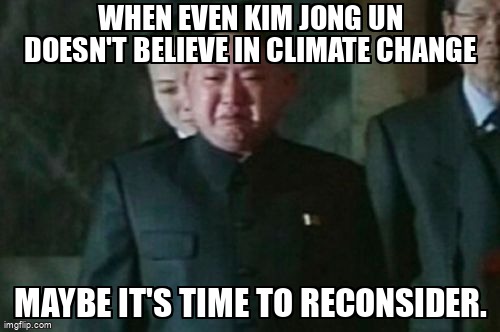 WHEN EVEN KIM JONG UN
DOESN'T BELIEVE IN CLIMATE CHANGE
MAYBE IT'S TIME TO RECONSIDER.
imgflip.com